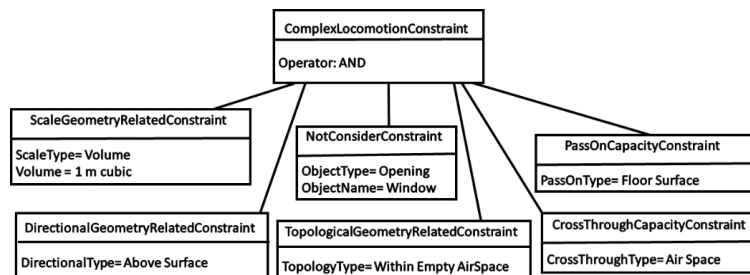 ComplexLocomotionConstraint
Operator: AND
ScaleGeometryRelatedConstraint
ScaleType= Volume
Volume = 1 m cubic
NotConsiderConstraint
ObjectType= Opening
ObjectName= Window
PassOnCapacityConstraint
PassOnType= Floor Surface
DirectionalGeometryRelatedConstraint
DirectionalType= Above Surface
TopologicalGeometryRelatedConstraint
TopologyType= Within Empty AirSpace
CrossThroughCapacityConstraint
CrossThroughType= Air Space